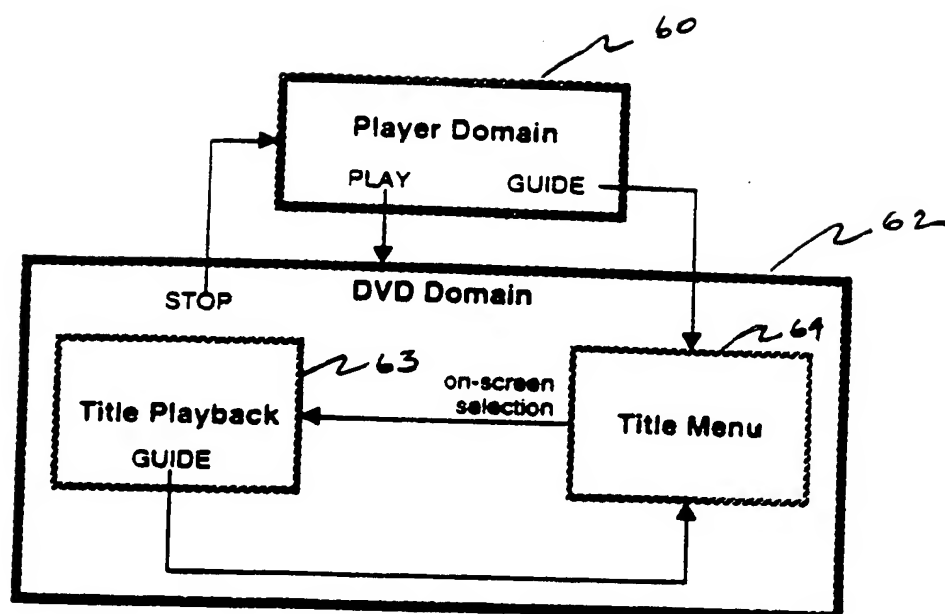 60
Player Domain
PLAY GUIDE
62
DVD Domain
STOP
64
63
on-screen
selection
Title Playback
Title Menu
GUIDE